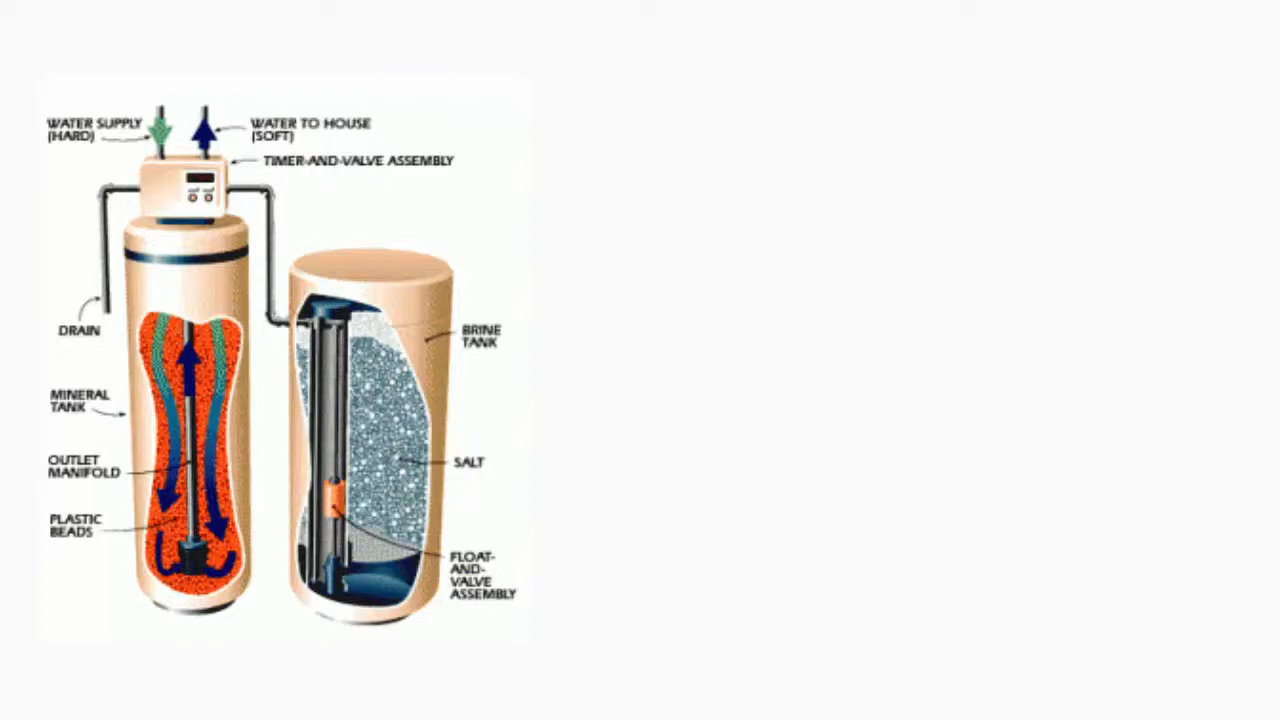 WATER SUPPLY
(HARD)
WATER TO HOUSE
(SOFT)
TIMER-AND-VALVE ASSEMBLY
DRAIN
BRINE
TANK
MINERAL
TANK
OUTLET
MANIFOLD
SALT
PLASTIC
BEADS
FLOAT-
AND-
VALVE
ASSEMBLY